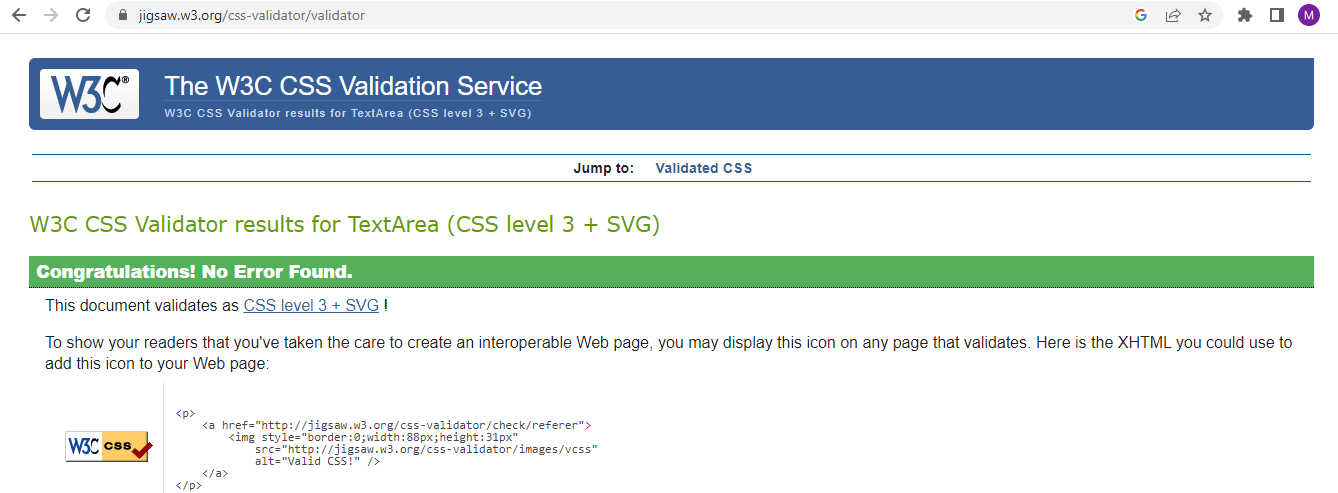 jigsaw.w3.org/css-validator/validator
G
M
W3C®
The W3C CSS Validation Service
W3C CSS Validator results for TextArea (CSS level 3 + SVG)
Jump to: Validated CSS
W3C CSS Validator results for TextArea (CSS level 3 + SVG)
Congratulations! No Error Found.
This document validates as CSS level 3 + SVG !
To show your readers that you've taken the care to create an interoperable Web page, you may display this icon on any page that validates. Here is the XHTML you could use to
add this icon to your Web page:
W3C css
<p>
    <a href="http://jigsaw.w3.org/css-validator/check/referer">
        <img style="border:0;width:88px;height:31px"
            src="http://jigsaw.w3.org/css-validator/images/vcss"
            alt="Valid CSS!" />
    </a>
</p>